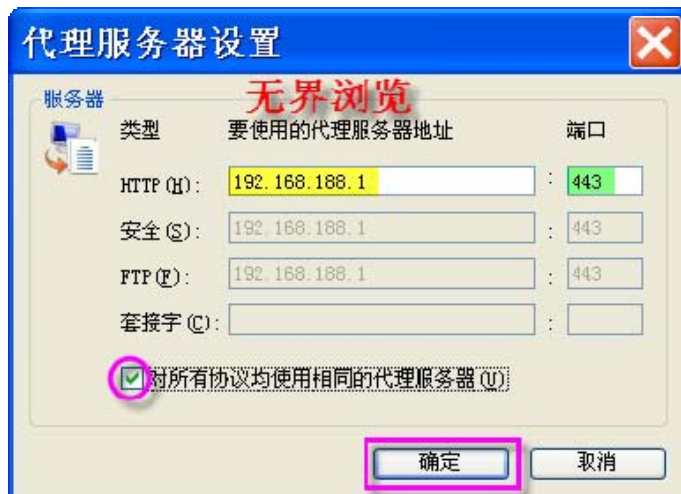 代理服务器设置
服务器
无界浏览
类型 要使用的代理服务器地址 端口
HTTP(H): 192.168.188.1 : 443
安全(S): 192.168.188.1 : 443
FTP(F): 192.168.188.1 : 443
套接字(C): :
对所有协议均使用相同的代理服务器(U)
确定 取消